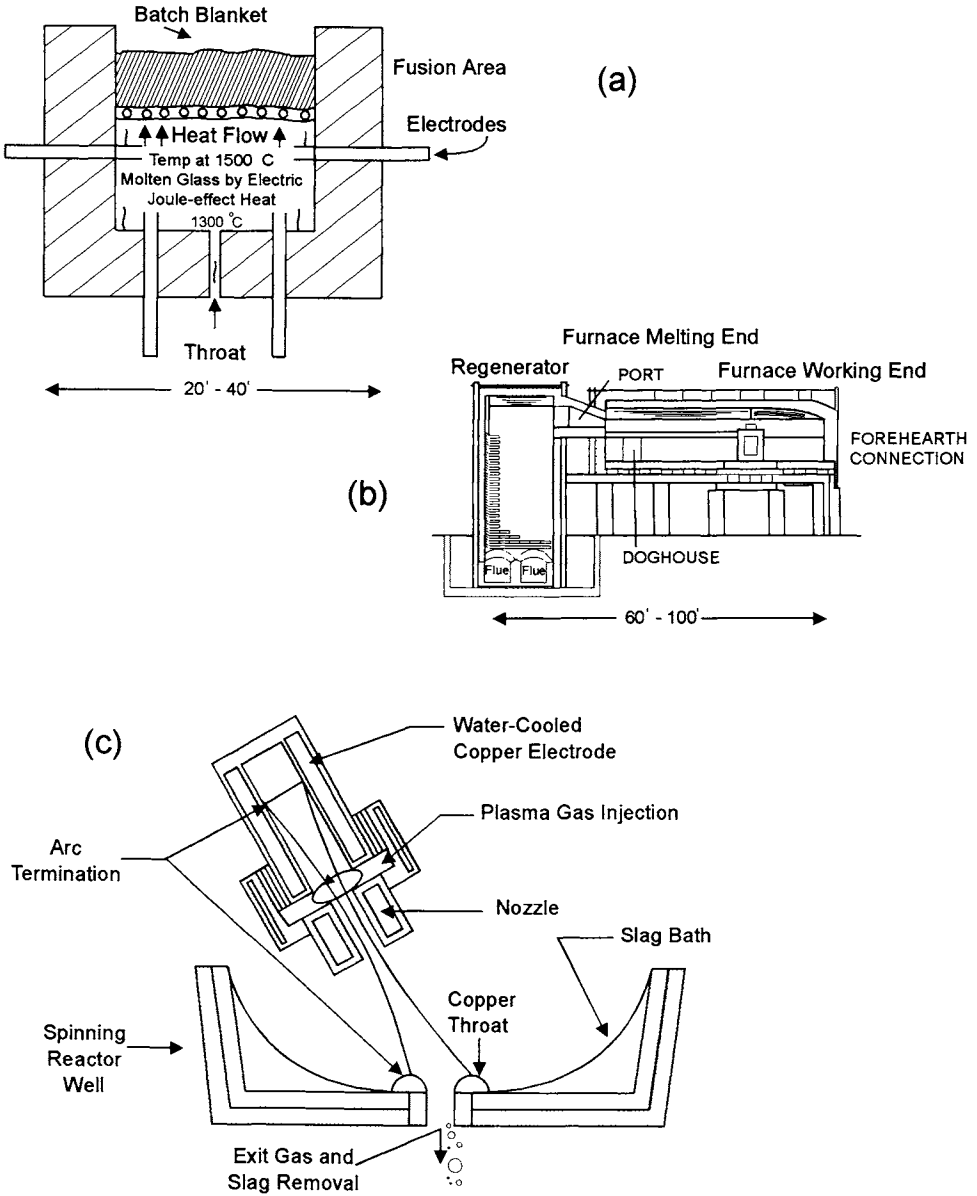 Batch Blanket
Fusion Area
(a)
Electrodes
Heat Flow
Temp at 1500 C
Molten Glass by Electric
Joule-effect Heat
1300 °C
Throat
20' - 40'
Furnace Melting End
Regenerator
PORT
Furnace Working End
FOREHEARTH
CONNECTION
(b)
DOGHOUSE
Flue Flue
60' - 100'
(c)
Water-Cooled
Copper Electrode
Plasma Gas Injection
Arc
Termination
Nozzle
Slag Bath
Copper
Throat
Spinning
Reactor
Well
Exit Gas and
Slag Removal